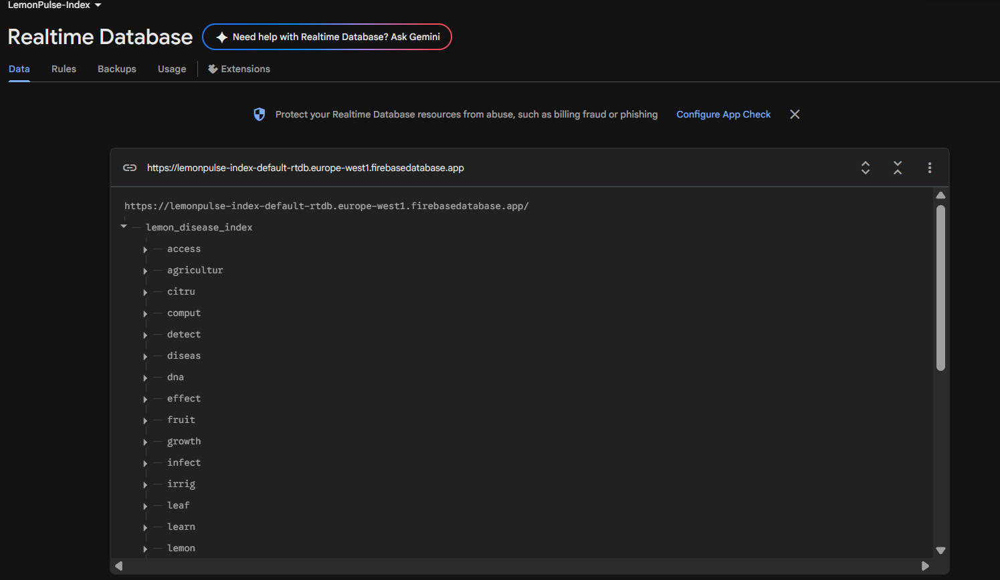 LemonPulse-Index
Realtime Database
Need help with Realtime Database? Ask Gemini
Data Rules Backups Usage Extensions
Protect your Realtime Database resources from abuse, such as billing fraud or phishing Configure App Check
https://lemonpulse-index-default-rtdb.europe-west1.firebasedatabase.app
https://lemonpulse-index-default-rtdb.europe-west1.firebasedatabase.app/
lemon_disease_index
access
agricultur
citru
comput
detect
diseas
dna
effect
fruit
growth
infect
irrig
leaf
learn
lemon